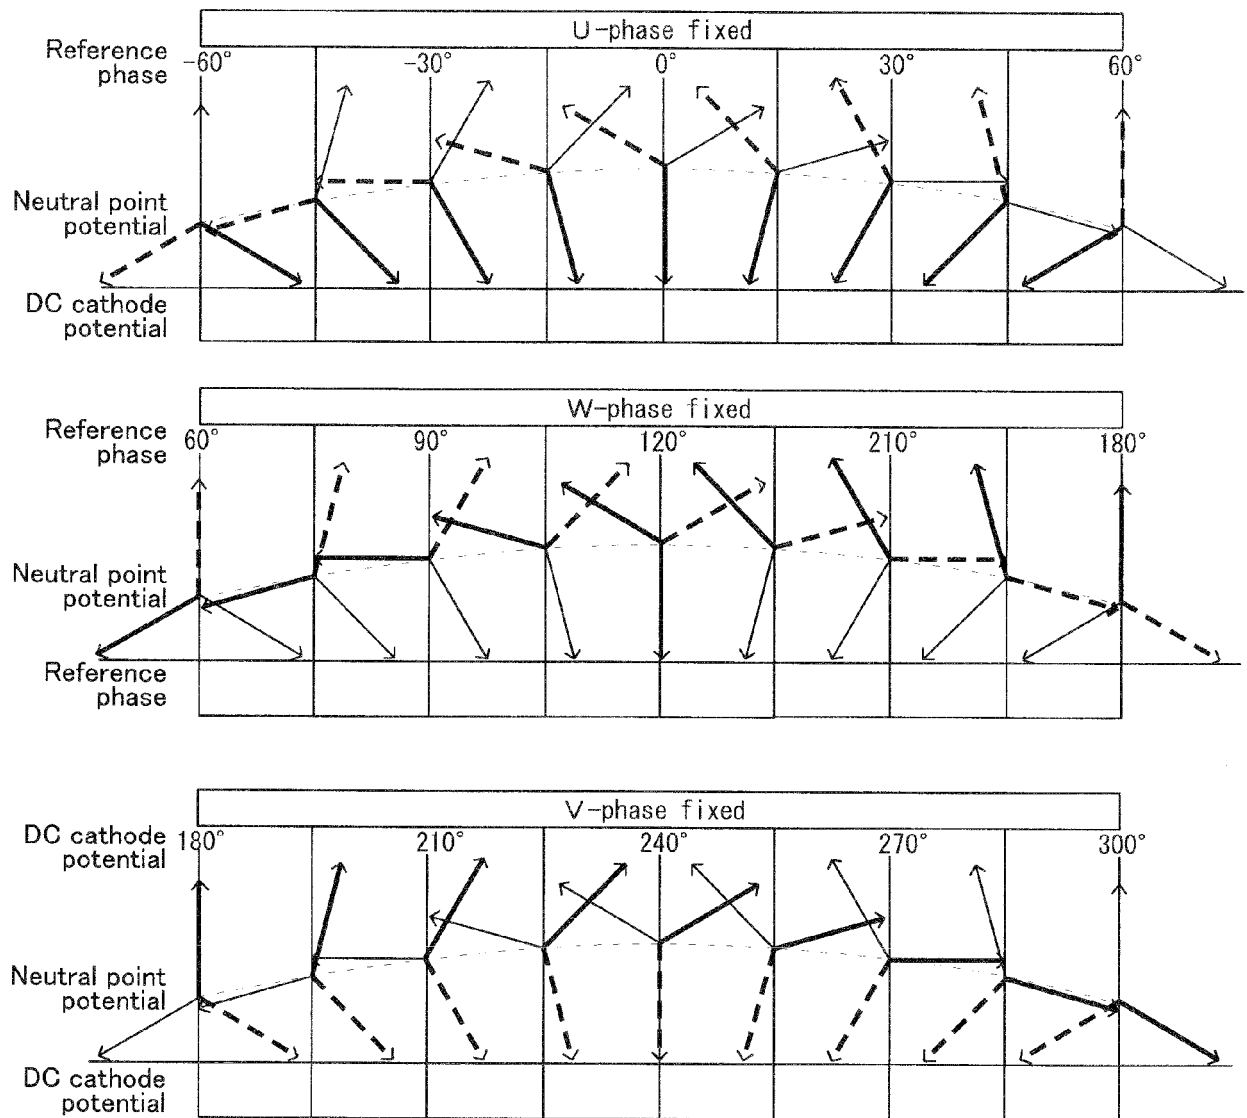 U-phase fixed
Reference
phase
-60° -30° 0° 30° 60°
Neutral point
potential
DC cathode
potential
W-phase fixed
Reference
phase
60° 90° 120° 210° 180°
Neutral point
potential
Reference
phase
V-phase fixed
DC cathode
potential
180° 210° 240° 270° 300°
Neutral point
potential
DC cathode
potential